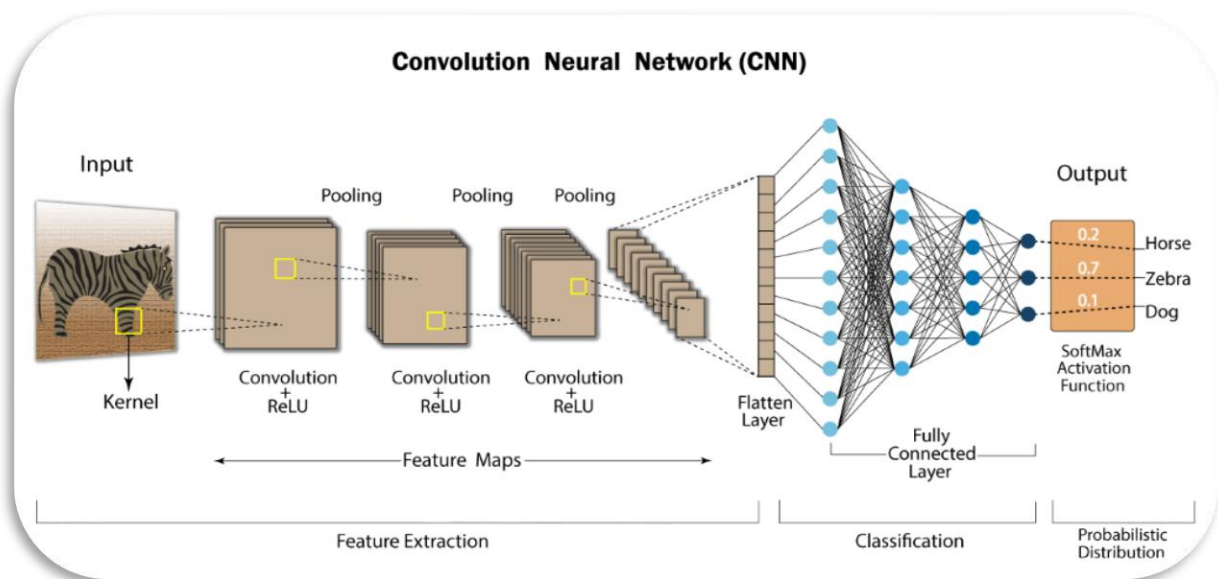 Convolution Neural Network (CNN)
Input
Pooling
Pooling
Pooling
Output
0.2
Horse
0.7
Zebra
0.1
Dog
Kernel
Convolution
+
ReLU
Convolution
+
ReLU
Convolution
+
ReLU
Flatten
Layer
SoftMax
Activation
Function
Fully
Connected
Layer
Feature Maps
Feature Extraction
Classification
Probabilistic
Distribution